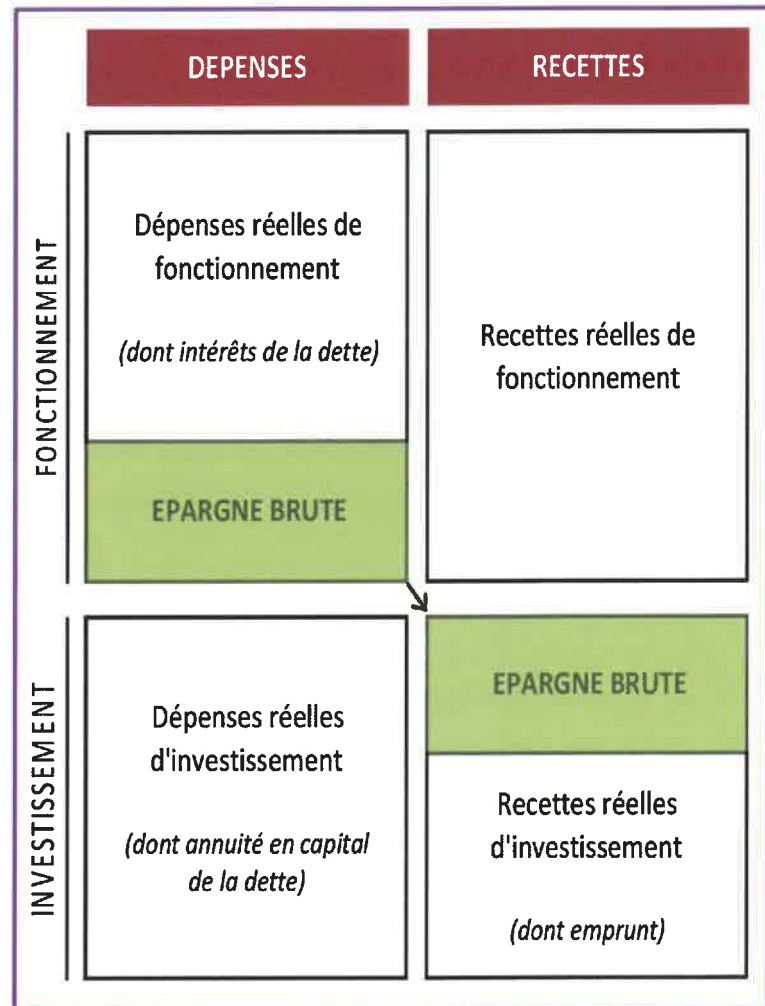 DEPENSES
RECETTES
FONCTIONNEMENT
Dépenses réelles de
fonctionnement
(dont intérêts de la dette)
EPARGNE BRUTE
Recettes réelles de
fonctionnement
INVESTISSEMENT
Dépenses réelles
d'investissement
(dont annuité en capital
de la dette)
EPARGNE BRUTE
Recettes réelles
d'investissement
(dont emprunt)